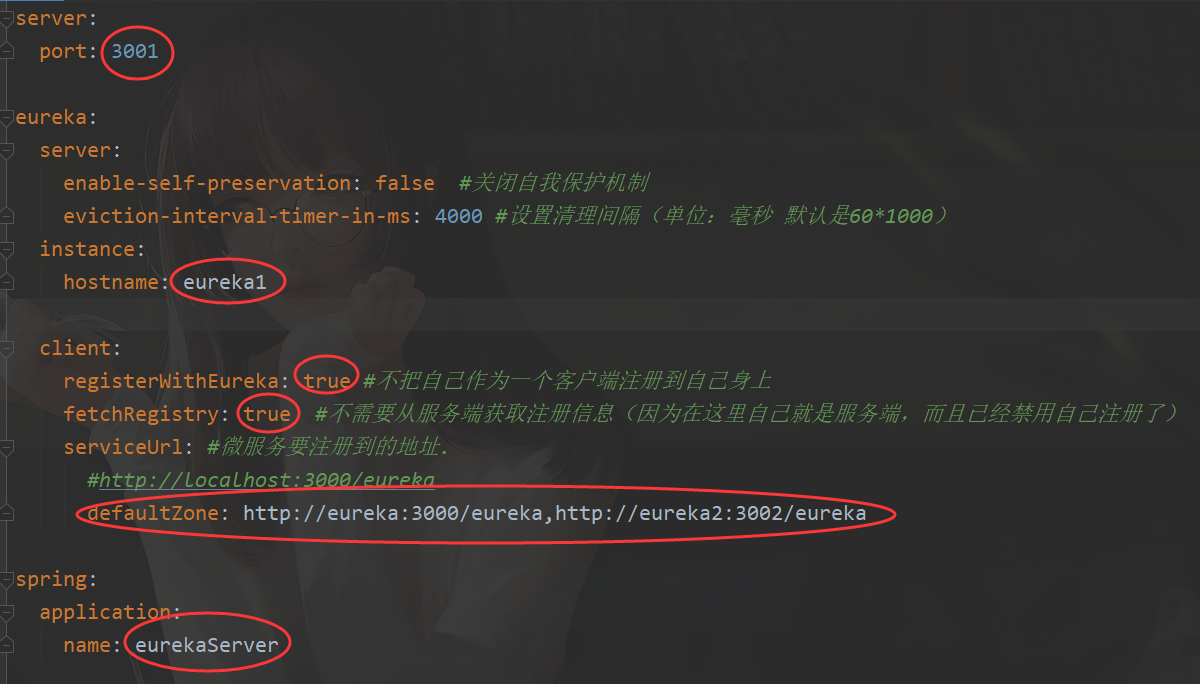 server:
port: 3001
eureka:
server:
enable-self-preservation: false  #关闭自我保护机制
eviction-interval-timer-in-ms: 4000 #设置清理间隔（单位：毫秒 默认是60*1000）
instance:
hostname: eureka1
client:
registerWithEureka: true #不把自己作为一个客户端注册到自己身上
fetchRegistry: true  #不需要从服务端获取注册信息（因为在这里自己就是服务端，而且已经禁用自己注册了）
serviceUrl: #微服务要注册到的地址.
#http://localhost:3000/eureka
defaultZone: http://eureka:3000/eureka,http://eureka2:3002/eureka
spring:
application:
name: eurekaServer